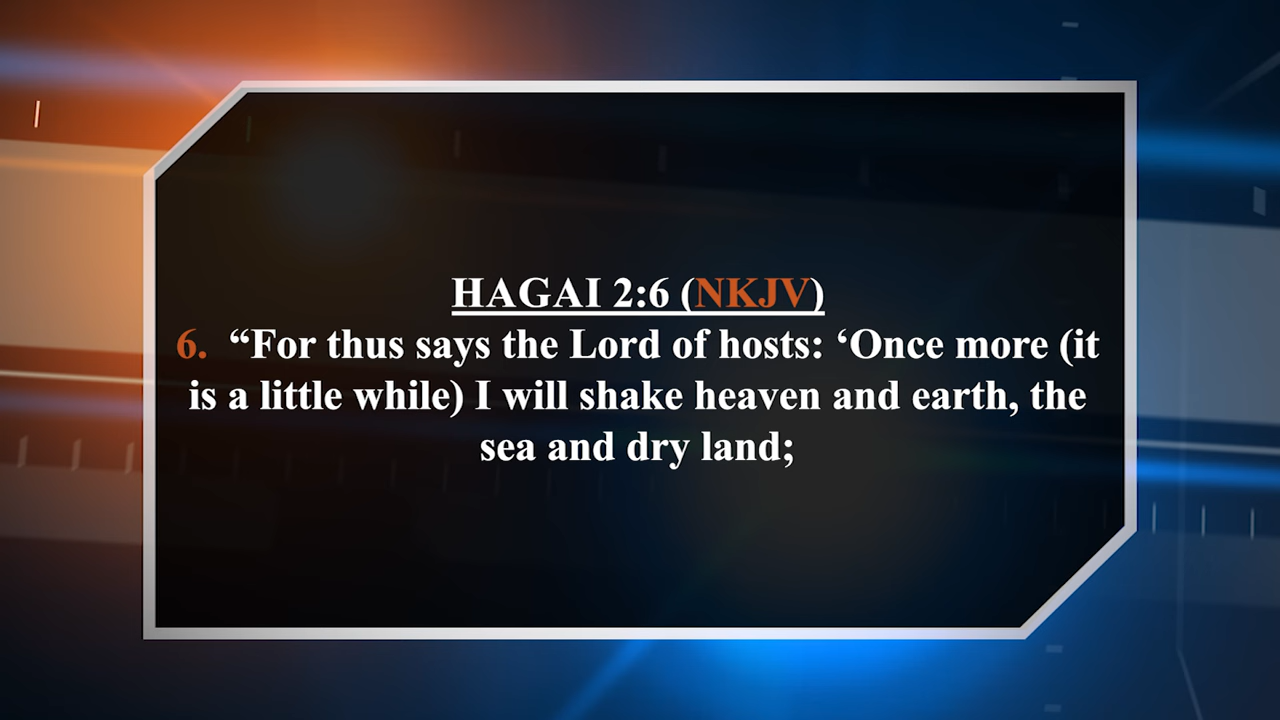 HAGAI 2:6 (NKJV)
6. “For thus says the Lord of hosts: ‘Once more (it
is a little while) I will shake heaven and earth, the
sea and dry land;